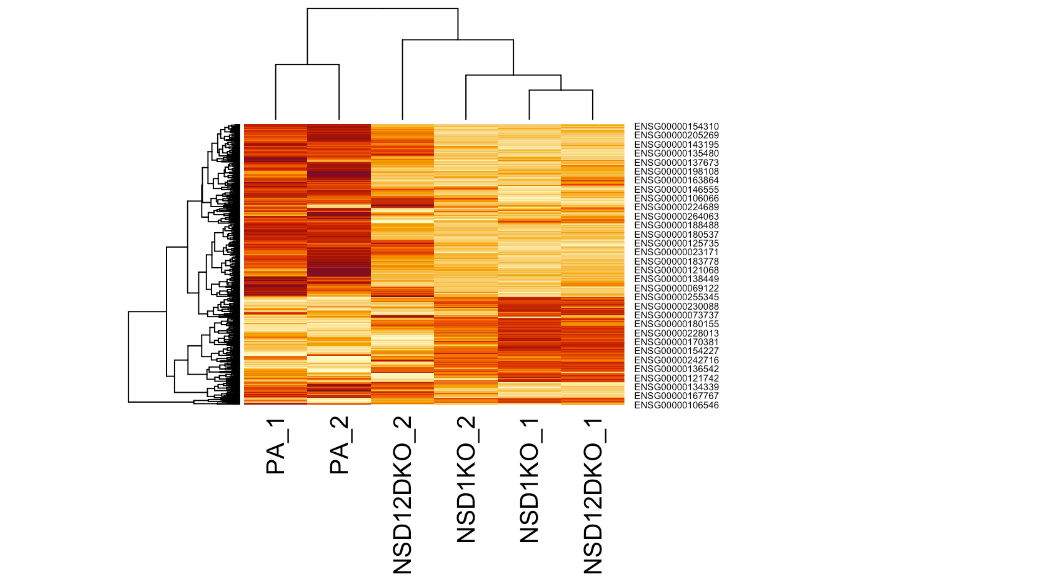 ENSG00000154310
ENSG00000205269
ENSG00000143195
ENSG00000135480
ENSG00000137673
ENSG00000198108
ENSG00000163864
ENSG00000146555
ENSG00000106066
ENSG00000224689
ENSG00000264063
ENSG00000188488
ENSG00000180537
ENSG00000125735
ENSG00000023171
ENSG00000183778
ENSG00000121068
ENSG00000138449
ENSG00000069122
ENSG00000255345
ENSG00000230088
ENSG00000073737
ENSG00000180155
ENSG00000228013
ENSG00000170381
ENSG00000154227
ENSG00000242716
ENSG00000136542
ENSG00000121742
ENSG00000134339
ENSG00000167767
ENSG00000106546
PA_1
PA_2
NSD12DKO_2
NSD1KO_2
NSD1KO_1
NSD12DKO_1